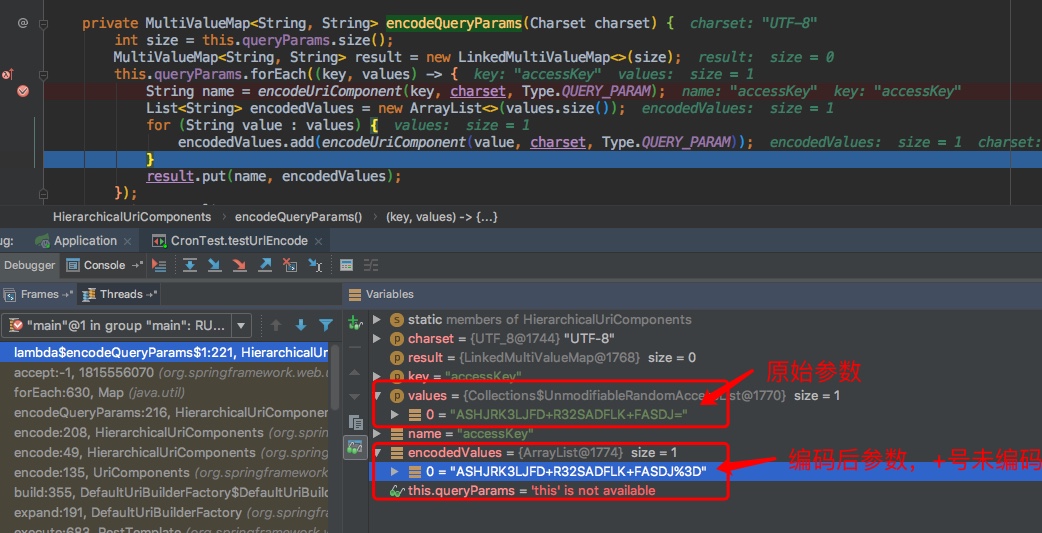 private MultiValueMap<String, String> encodeQueryParams(Charset charset) {  charset: "UTF-8"
int size = this.queryParams.size();
MultiValueMap<String, String> result = new LinkedMultiValueMap<>(size);  result:  size = 0
this.queryParams.forEach((key, values) -> {  key: "accessKey"  values:  size = 1
String name = encodeUriComponent(key, charset, Type.QUERY_PARAM);  name: "accessKey"  key: "accessKey"
List<String> encodedValues = new ArrayList<>(values.size());  encodedValues:  size = 1
for (String value : values) {  values:  size = 1
encodedValues.add(encodeUriComponent(value, charset, Type.QUERY_PARAM));  encodedValues:  size = 1  charset:
}
result.put(name, encodedValues);
});
HierarchicalUriComponents > encodeQueryParams() > (key, values) -> {...}
ug: Application × CronTest.testUrlEncode ×
Debugger Console
Frames Threads Variables
"main"@1 in group "main": RU...
lambda$encodeQueryParams$1:221, HierarchicalUri
accept:-1, 1815556070 (org.springframework.web.u
forEach:630, Map (java.util)
encodeQueryParams:216, HierarchicalUriComponen
encode:208, HierarchicalUriComponents (org.sprin
encode:49, HierarchicalUriComponents (org.spring
encode:135, UriComponents (org.springframework
build:355, DefaultUriBuilderFactory$DefaultUriBuild
expand:191, DefaultUriBuilderFactory (org.springfr
execute:683, RestTemplate (org.springframework
static members of HierarchicalUriComponents
charset = {UTF_8@1744} "UTF-8"
result = {LinkedMultiValueMap@1768} size = 0
key = "accessKey"
values = {Collections$UnmodifiableRandomAccessList@1770} size = 1
0 = "ASHJRK3LJFD+R32SADFLK+FASDJ="
name = "accessKey"
encodedValues = {ArrayList@1774} size = 1
0 = "ASHJRK3LJFD+R32SADFLK+FASDJ%3D"
this.queryParams = 'this' is not available
原始参数
编码后参数，+号未编码